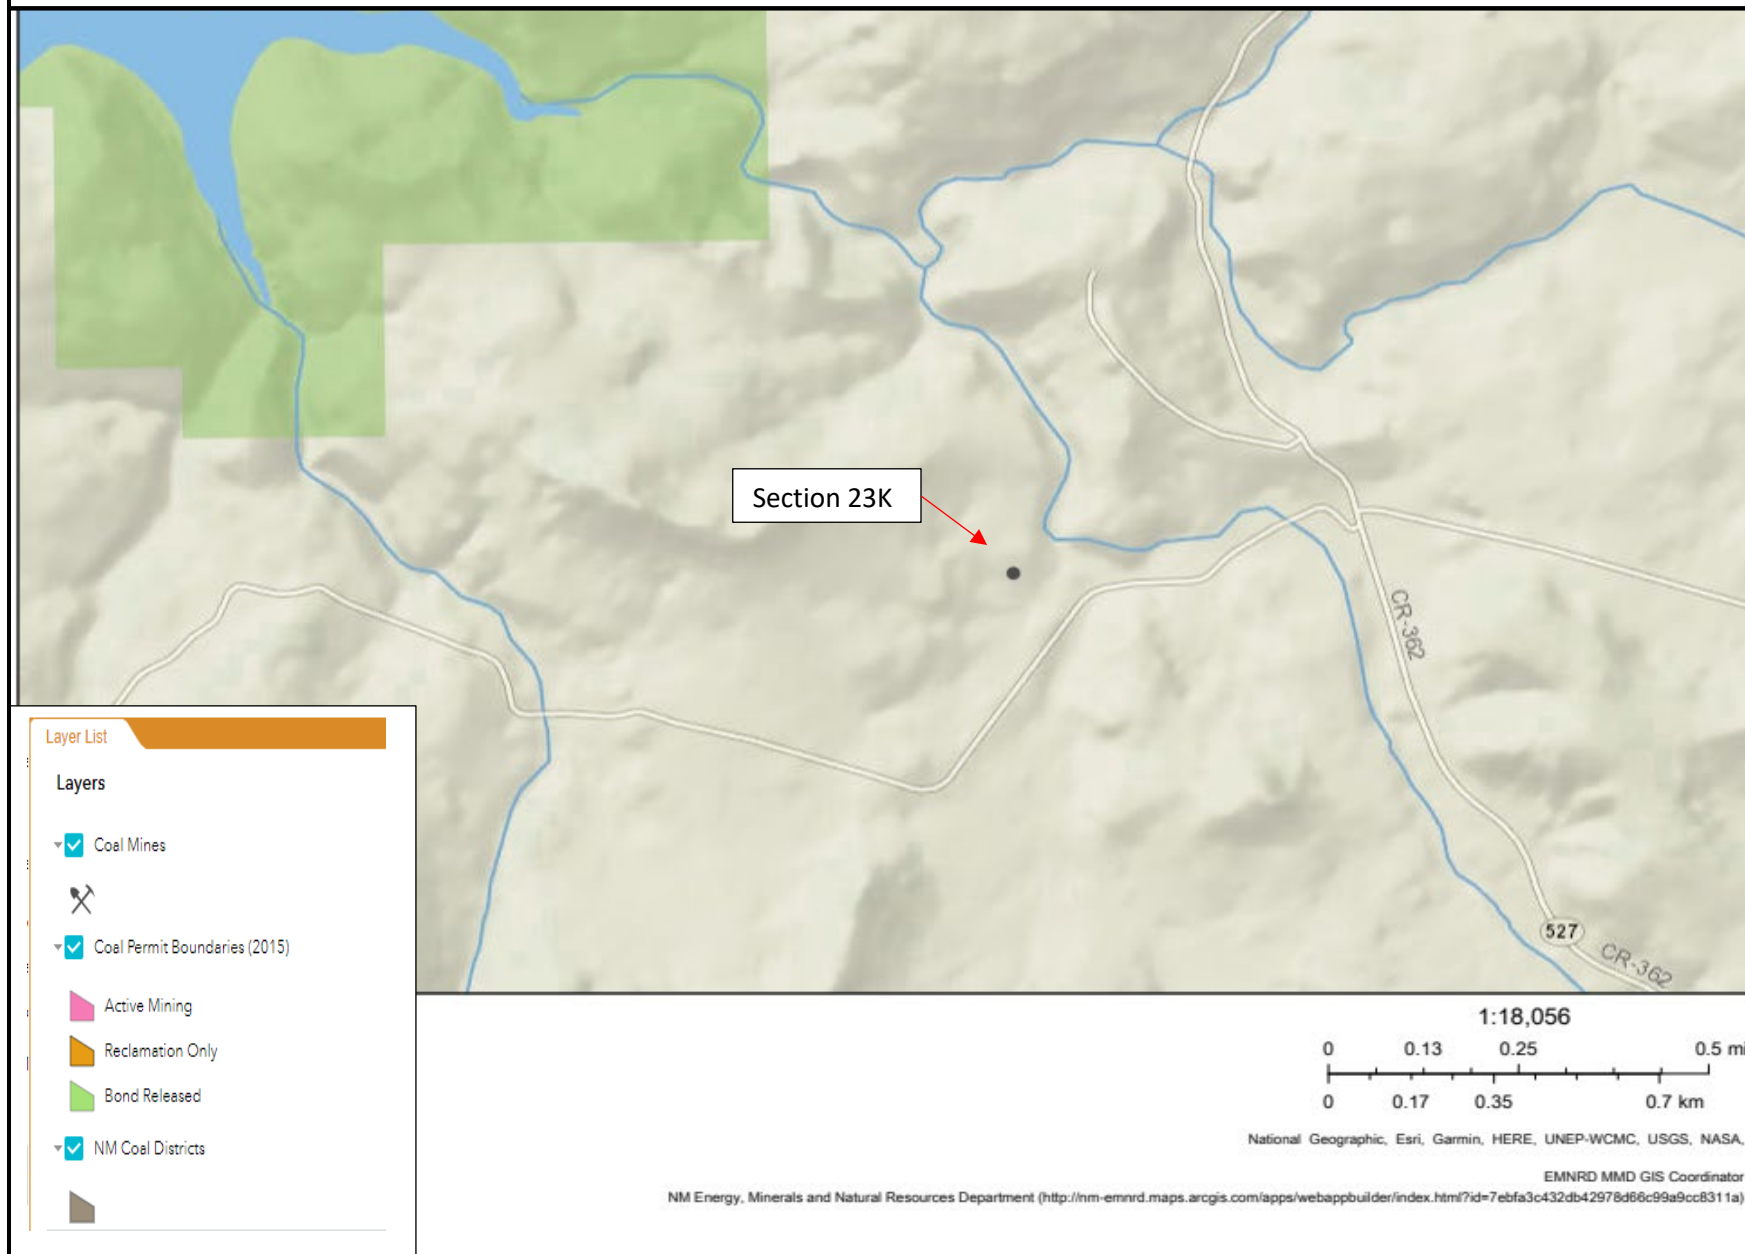 Section 23K
CR-362
527
CR-362
Layer List
Layers
Coal Mines
Coal Permit Boundaries (2015)
Active Mining
Reclamation Only
Bond Released
NM Coal Districts
1:18,056
0 0.13 0.25 0.5 mi
0 0.17 0.35 0.7 km
National Geographic, Esri, Garmin, HERE, UNEP-WCMC, USGS, NASA,
EMNRD MMD GIS Coordinator
NM Energy, Minerals and Natural Resources Department (http://nm-emnrd.maps.arcgis.com/apps/webappbuilder/index.html?id=7ebfa3c432db42978d66c99a9cc8311a)